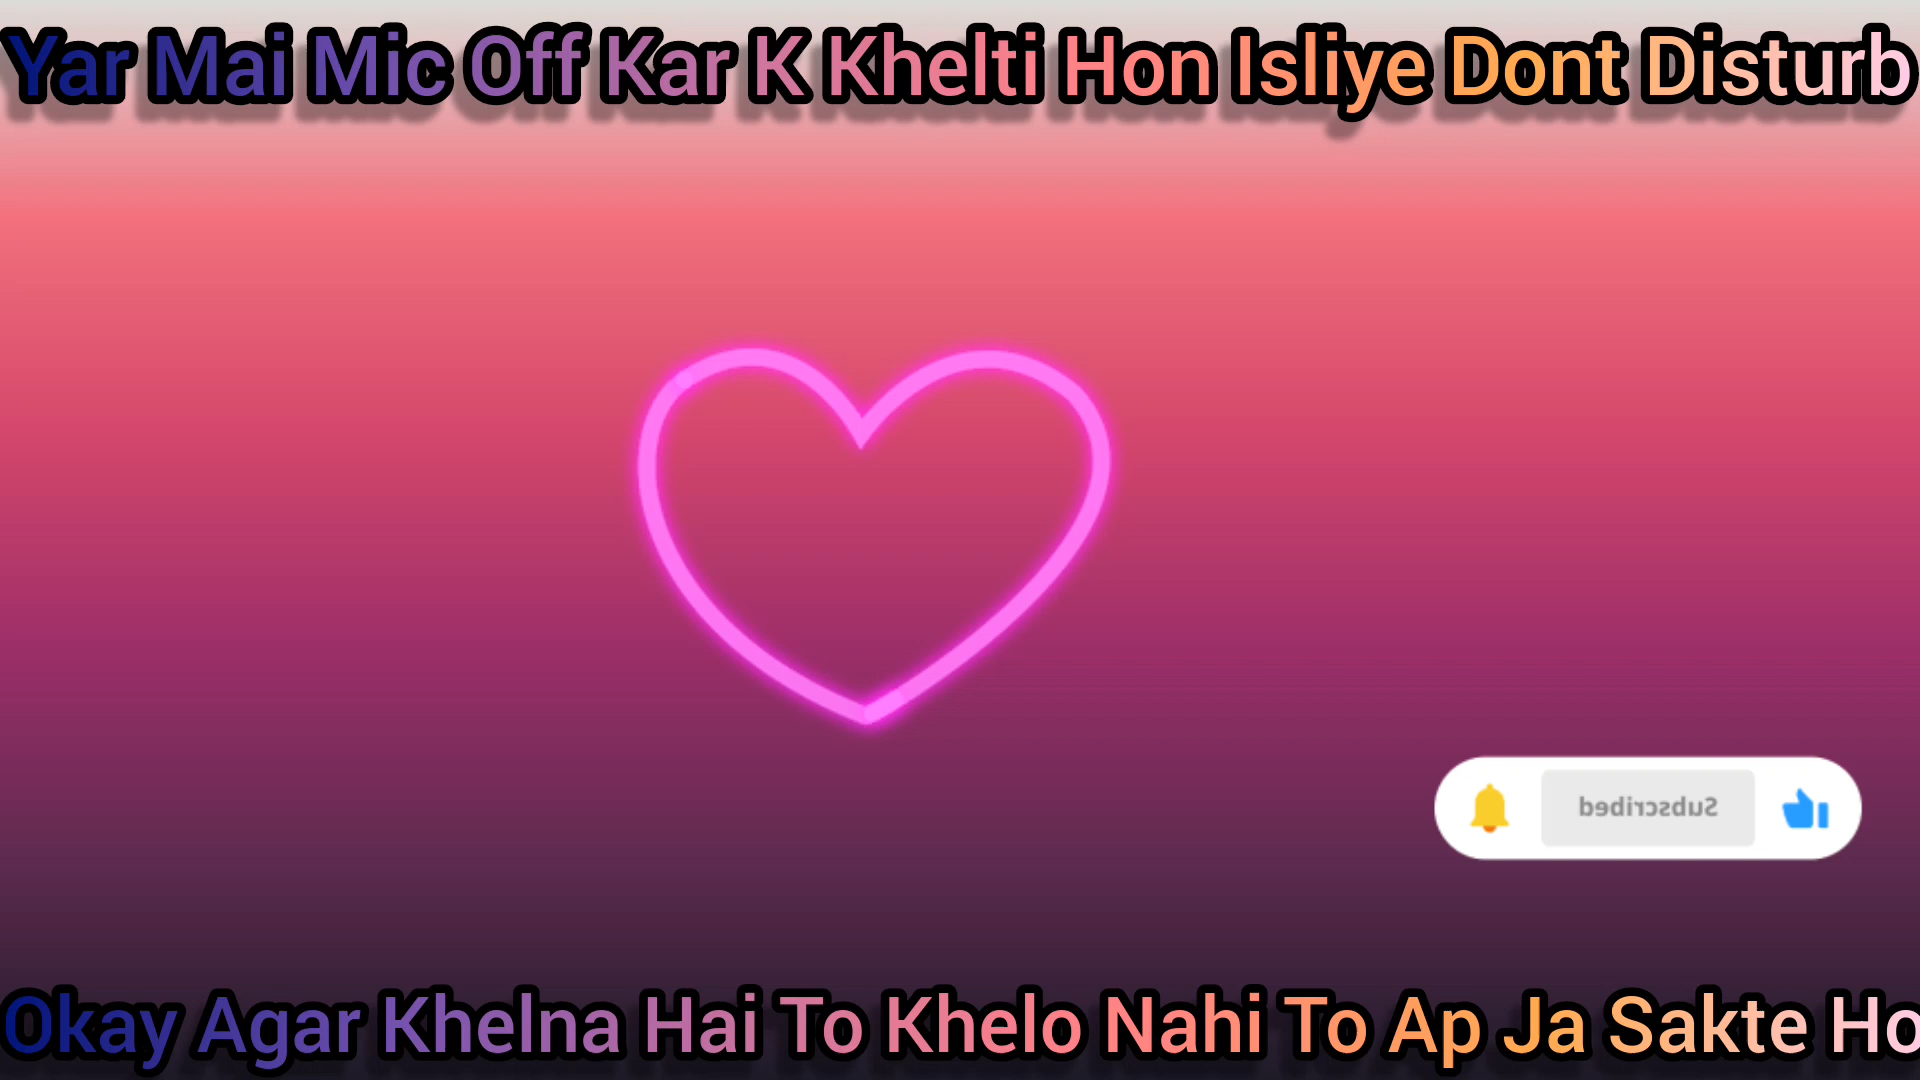 Yar Mai Mic Off Kar K Khelti Hon Isliye Dont Disturb
Subscribed
Okay Agar Khelna Hai To Khelo Nahi To Ap Ja Sakte Ho